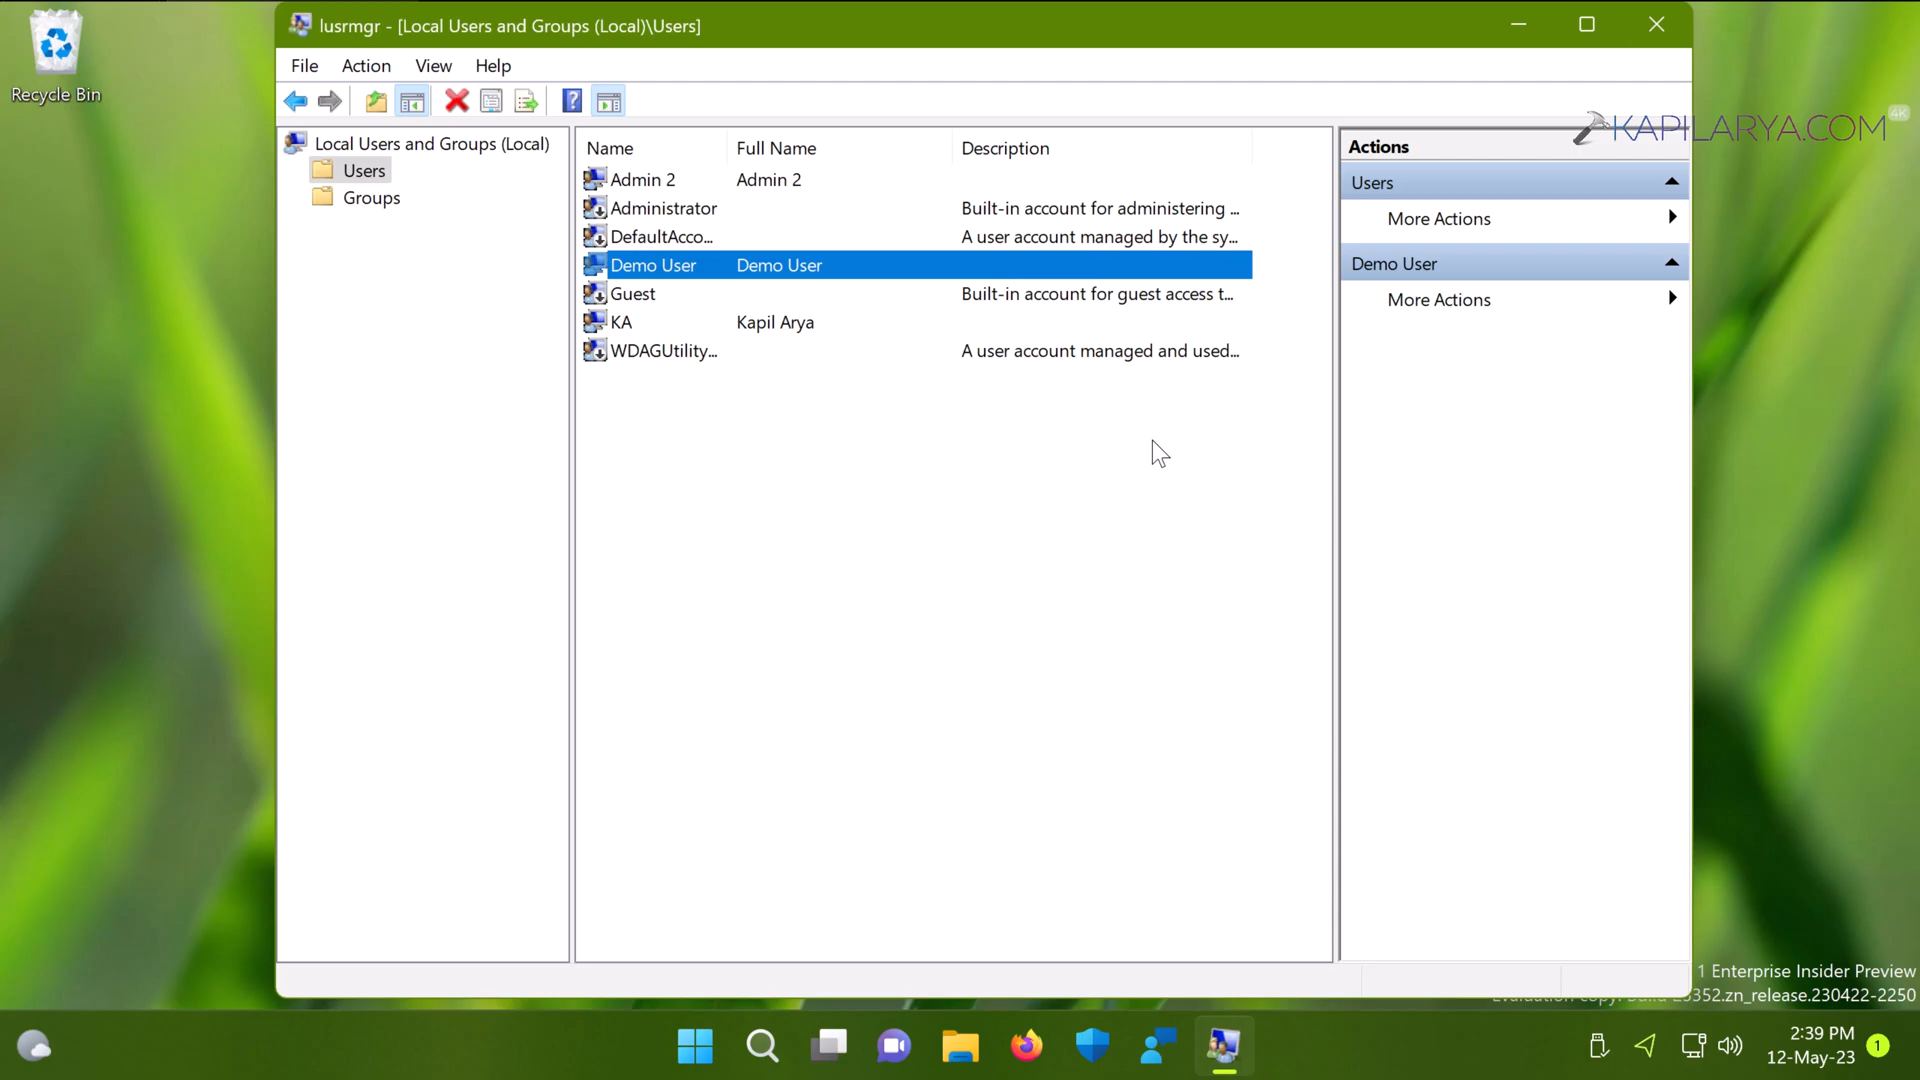 Recycle Bin
lusrmgr - [Local Users and Groups (Local)\Users]
File Action View Help
KAPILARYA.COM
4K
Local Users and Groups (Local)
Users
Groups
Name Full Name Description
Admin 2 Admin 2
Administrator Built-in account for administering ...
DefaultAcco... A user account managed by the sy...
Demo User Demo User
Guest Built-in account for guest access t...
KA Kapil Arya
WDAGUtility... A user account managed and used...
Actions
Users
More Actions
Demo User
More Actions
1 Enterprise Insider Preview
352.zn_release.230422-2250
2:39 PM
12-May-23
1